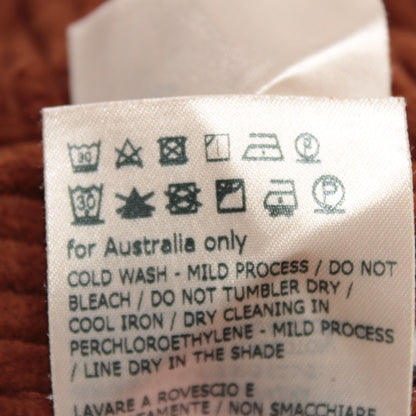 30
P
30
P
for Australia only
COLD WASH - MILD PROCESS / DO NOT
BLEACH / DO NOT TUMBLER DRY /
COOL IRON / DRY CLEANING IN
PERCHLOROETHYLENE - MILD PROCESS
/ LINE DRY IN THE SHADE
LAVARE A ROVESCIO E
/ NON SMACCHIARE